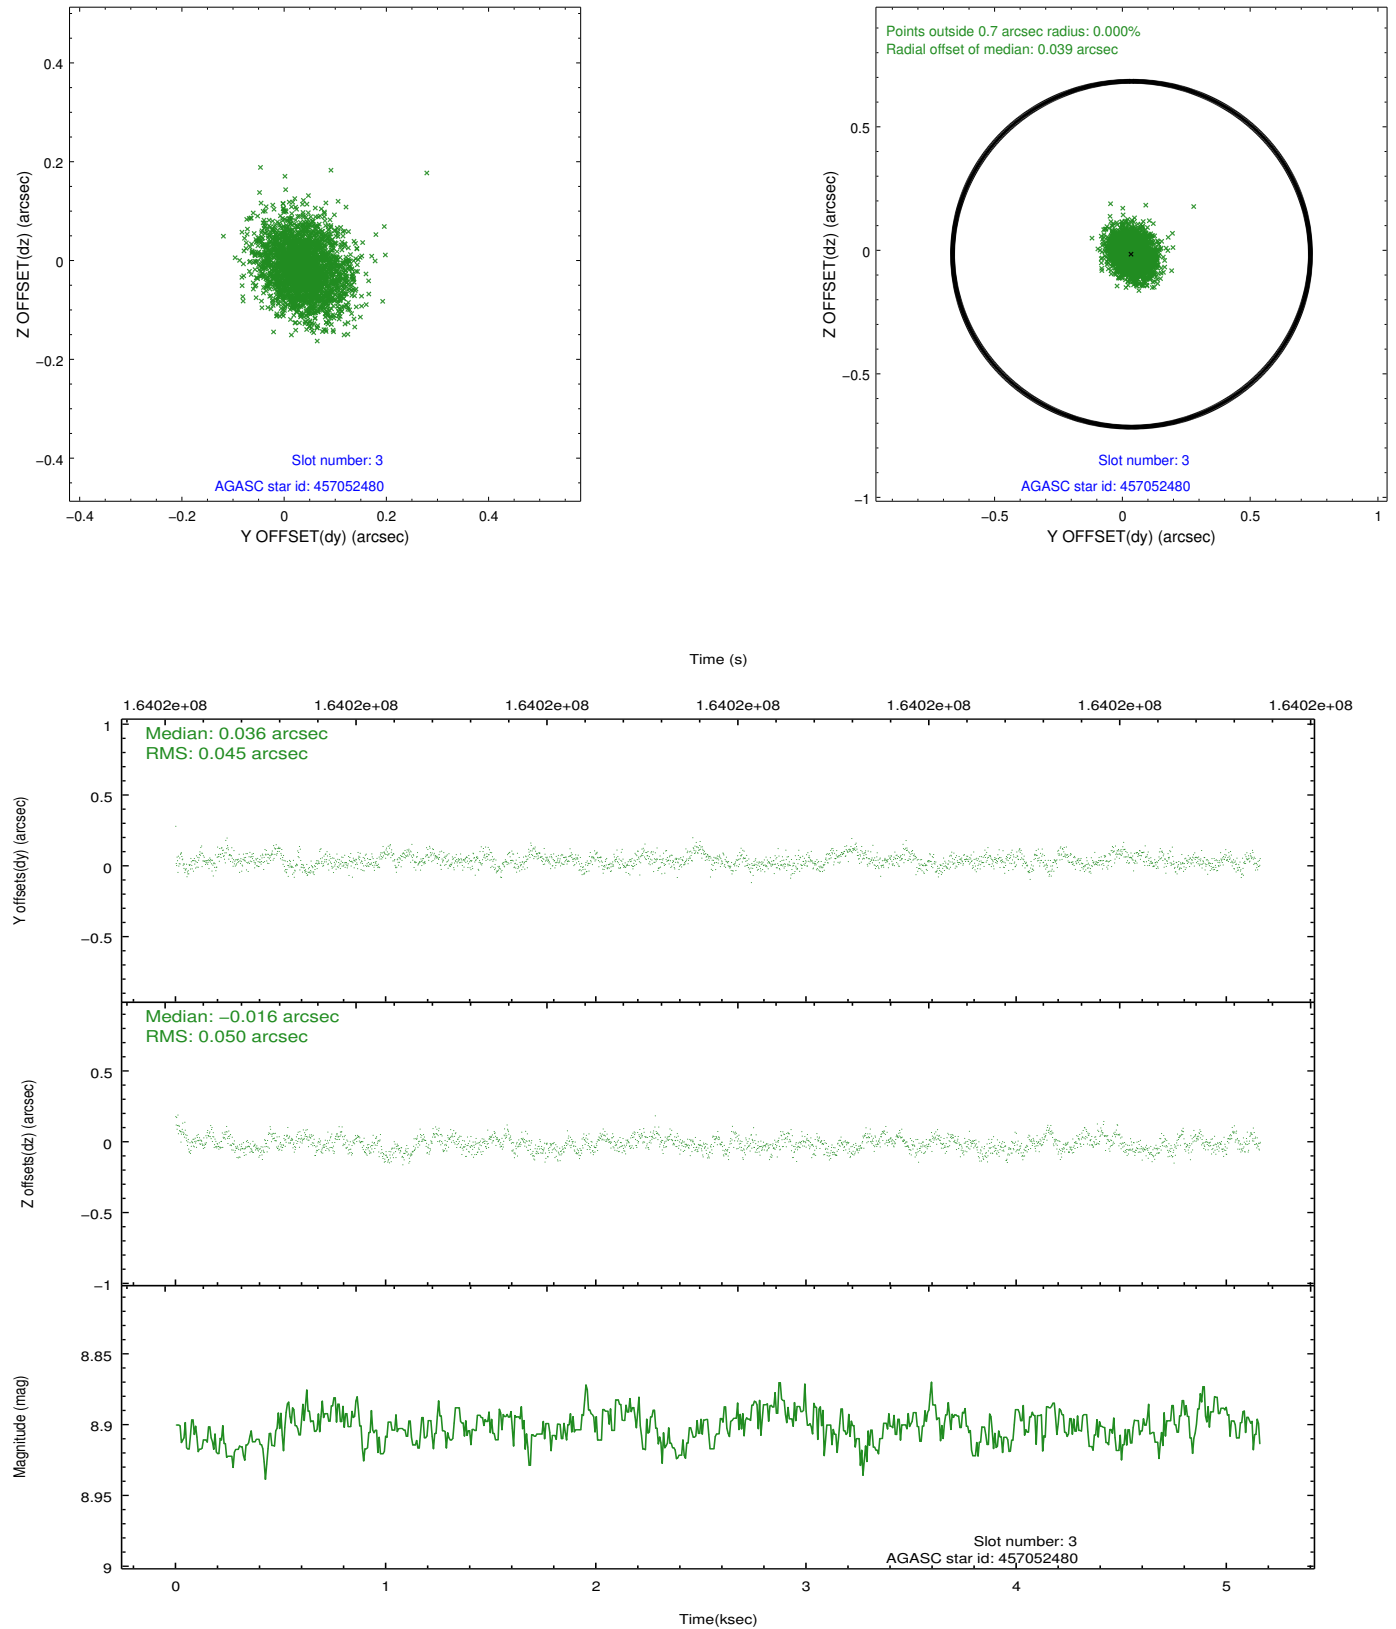 0.4
0.2
0
−0.2
−0.4
Z OFFSET(dz) (arcsec)
Slot number: 3
AGASC star id: 457052480
−0.4
−0.2
0
0.2
0.4
Y OFFSET(dy) (arcsec)
Points outside 0.7 arcsec radius: 0.000%
Radial offset of median: 0.039 arcsec
0.5
0
−0.5
−1
Z OFFSET(dz) (arcsec)
Slot number: 3
AGASC star id: 457052480
−0.5
0
0.5
1
Y OFFSET(dy) (arcsec)
Time (s)
1.6402e+08
1.6402e+08
1.6402e+08
1.6402e+08
1.6402e+08
1.6402e+08
1.6402e+08
Median: 0.036 arcsec
RMS: 0.045 arcsec
1
0.5
0
−0.5
Y offsets(dy) (arcsec)
Median: −0.016 arcsec
RMS: 0.050 arcsec
0.5
0
−0.5
−1
Z offsets(dz) (arcsec)
8.85
8.9
8.95
9
Magnitude (mag)
Slot number: 3
AGASC star id: 457052480
0
1
2
3
4
5
Time(ksec)